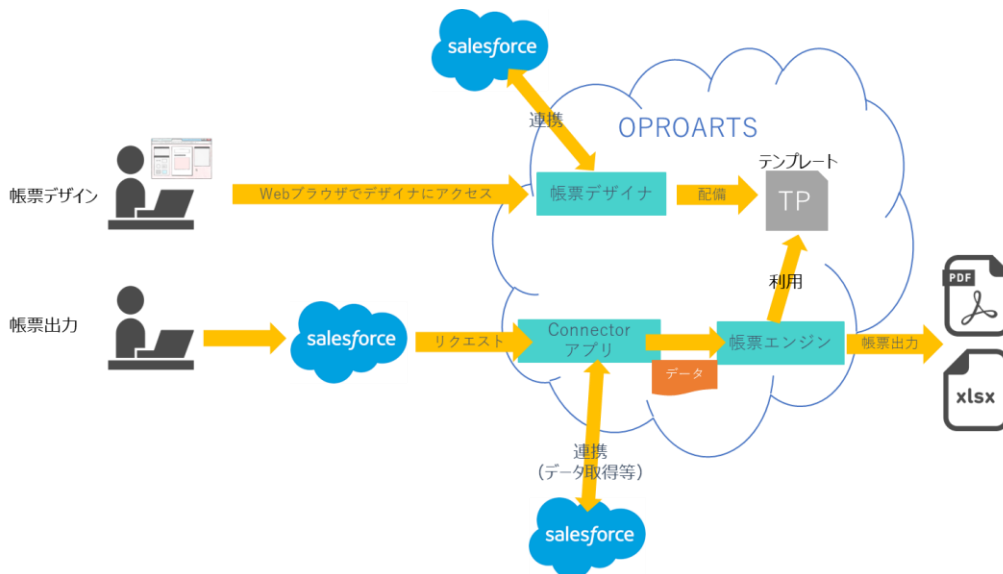 salesforce
連携
OPROARTS
テンプレート
帳票デザイン
Webブラウザでデザイナにアクセス
帳票デザイナ
配備
TP
利用
帳票出力
salesforce
リクエスト
Connector
アプリ
データ
帳票エンジン
帳票出力
PDF
xlsx
連携
(データ取得等)
salesforce